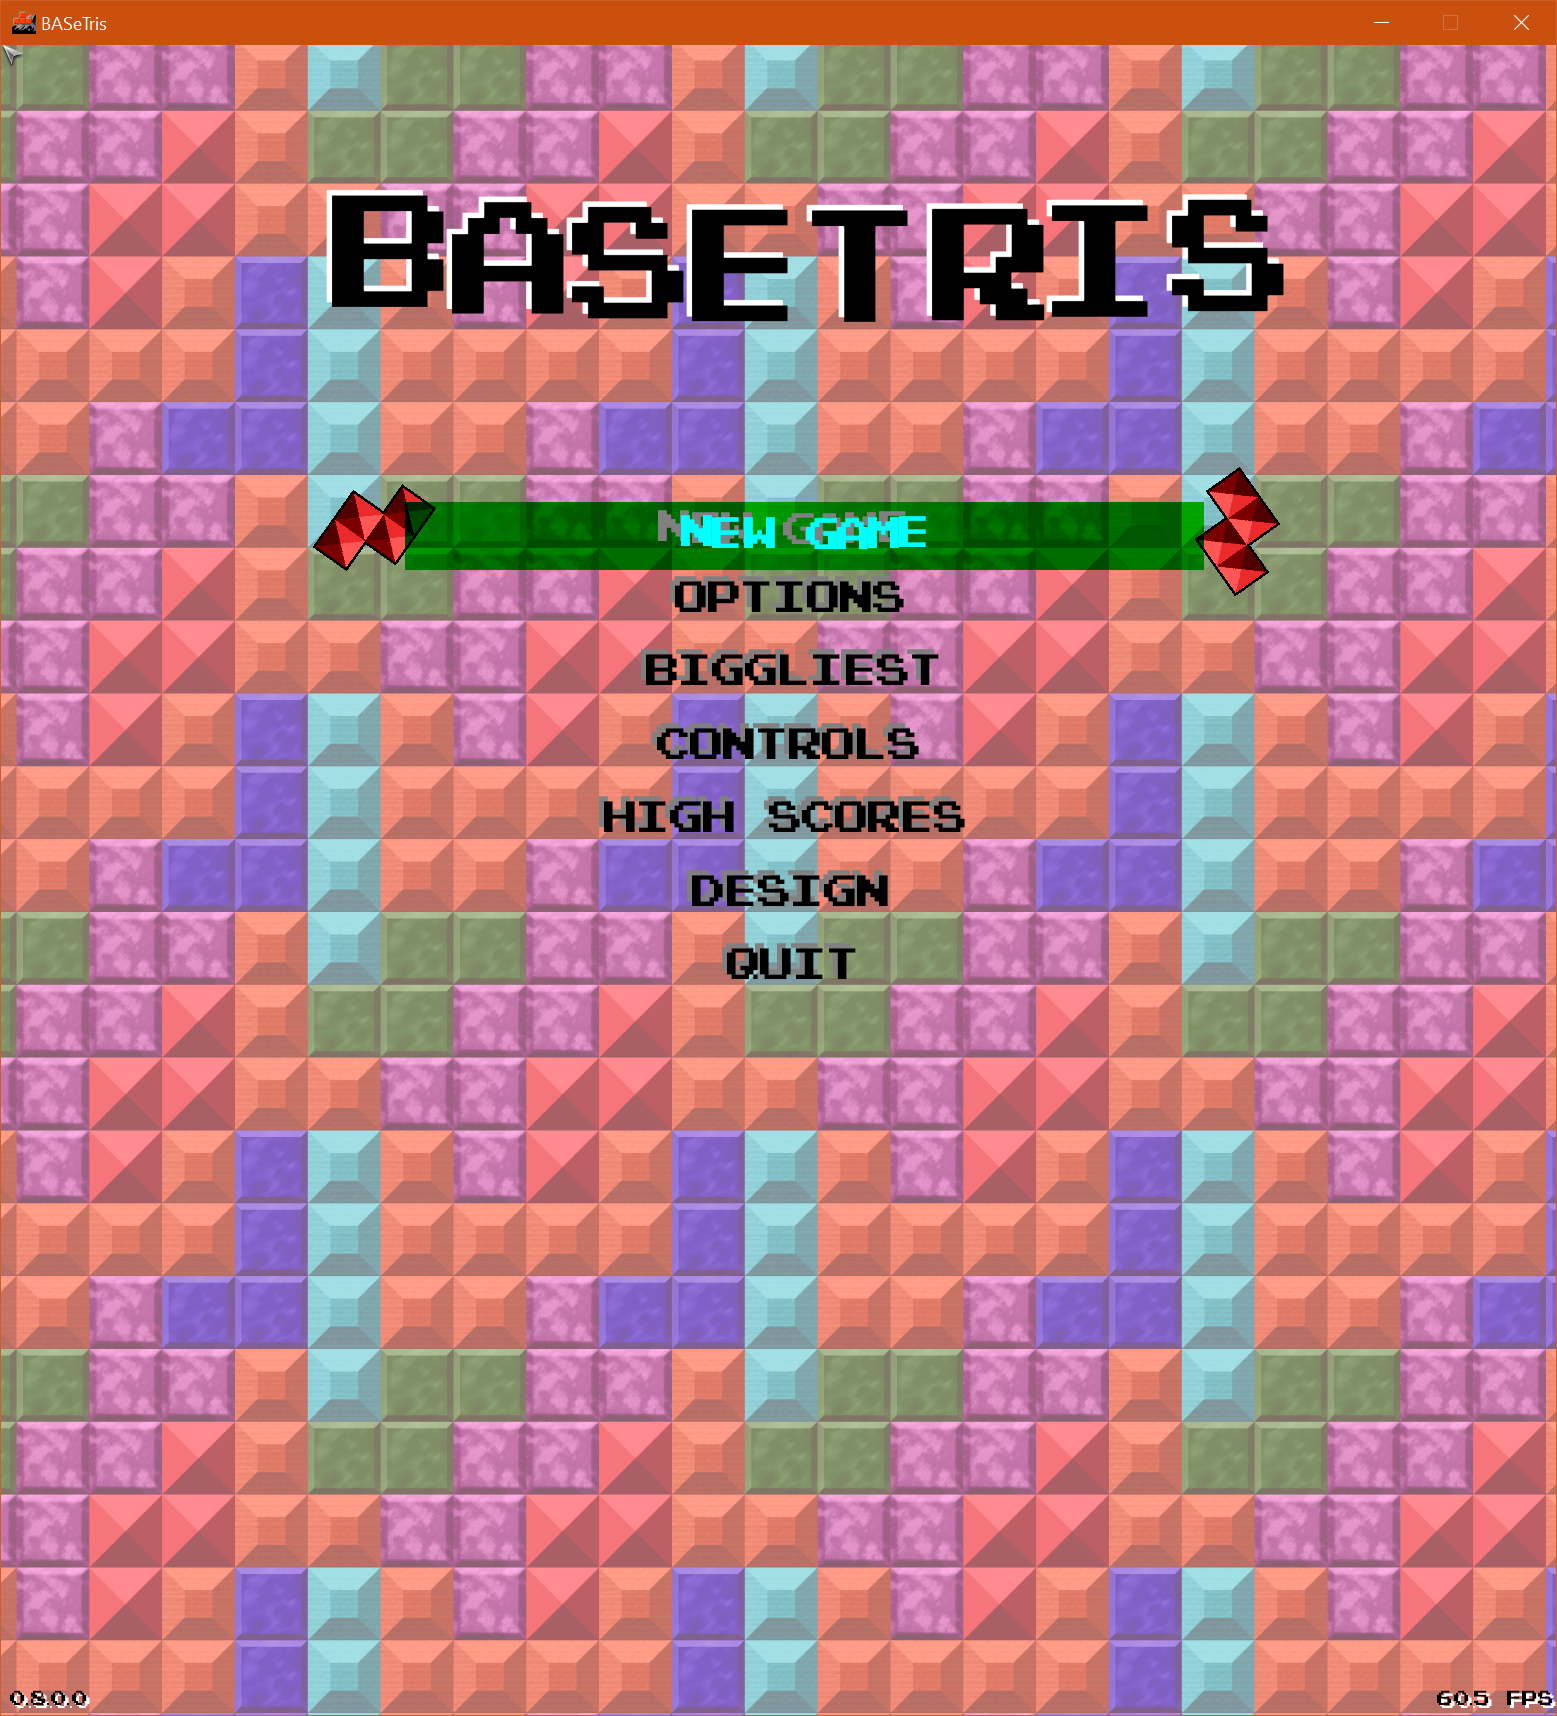 BASeTris
BASETRIS
NEW GAME
OPTIONS
BIGGLIEST
CONTROLS
HIGH SCORES
DESIGN
QUIT
0.8.0.0
60.5 FPS